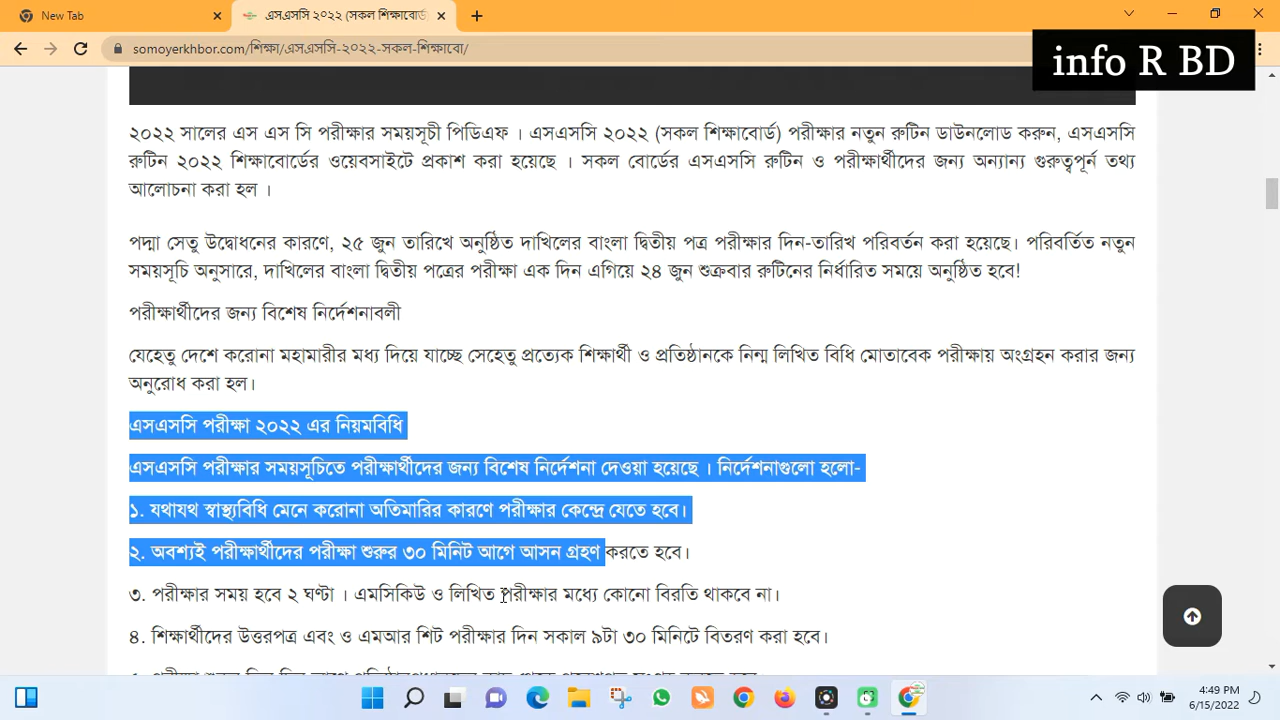 New Tab
এসএসসি ২০২২ (সকল শিক্ষাবোর্ড)
somoyerkhbor.com/শিক্ষা/এসএসসি-২০২২-সকল-শিক্ষাবো/
info R BD
২০২২ সালের এস এস সি পরীক্ষার সময়সূচী পিডিএফ । এসএসসি ২০২২ (সকল শিক্ষাবোর্ড) পরীক্ষার নতুন রুটিন ডাউনলোড করুন, এসএসসি
রুটিন ২০২২ শিক্ষাবোর্ডের ওয়েবসাইটে প্রকাশ করা হয়েছে । সকল বোর্ডের এসএসসি রুটিন ও পরীক্ষার্থীদের জন্য অন্যান্য গুরুত্বপূর্ন তথ্য
আলোচনা করা হল ।
পদ্মা সেতু উদ্বোধনের কারণে, ২৫ জুন তারিখে অনুষ্ঠিত দাখিলের বাংলা দ্বিতীয় পত্র পরীক্ষার দিন-তারিখ পরিবর্তন করা হয়েছে। পরিবর্তিত নতুন
সময়সূচি অনুসারে, দাখিলের বাংলা দ্বিতীয় পত্রের পরীক্ষা এক দিন এগিয়ে ২৪ জুন শুক্রবার রুটিনের নির্ধারিত সময়ে অনুষ্ঠিত হবে!
পরীক্ষার্থীদের জন্য বিশেষ নির্দেশনাবলী
যেহেতু দেশে করোনা মহামারীর মধ্য দিয়ে যাচ্ছে সেহেতু প্রত্যেক শিক্ষার্থী ও প্রতিষ্ঠানকে নিন্ম লিখিত বিধি মোতাবেক পরীক্ষায় অংগ্রহন করার জন্য
অনুরোধ করা হল।
এসএসসি পরীক্ষা ২০২২ এর নিয়মবিধি
এসএসসি পরীক্ষার সময়সূচিতে পরীক্ষার্থীদের জন্য বিশেষ নির্দেশনা দেওয়া হয়েছে । নির্দেশনাগুলো হলো-
১. যথাযথ স্বাস্থ্যবিধি মেনে করোনা অতিমারির কারণে পরীক্ষার কেন্দ্রে যেতে হবে।
২. অবশ্যই পরীক্ষার্থীদের পরীক্ষা শুরুর ৩০ মিনিট আগে আসন গ্রহণ করতে হবে।
৩. পরীক্ষার সময় হবে ২ ঘণ্টা । এমসিকিউ ও লিখিত পরীক্ষার মধ্যে কোনো বিরতি থাকবে না।
৪. শিক্ষার্থীদের উত্তরপত্র এবং ও এমআর শিট পরীক্ষার দিন সকাল ৯টা ৩০ মিনিটে বিতরণ করা হবে।
4:49 PM
6/15/2022